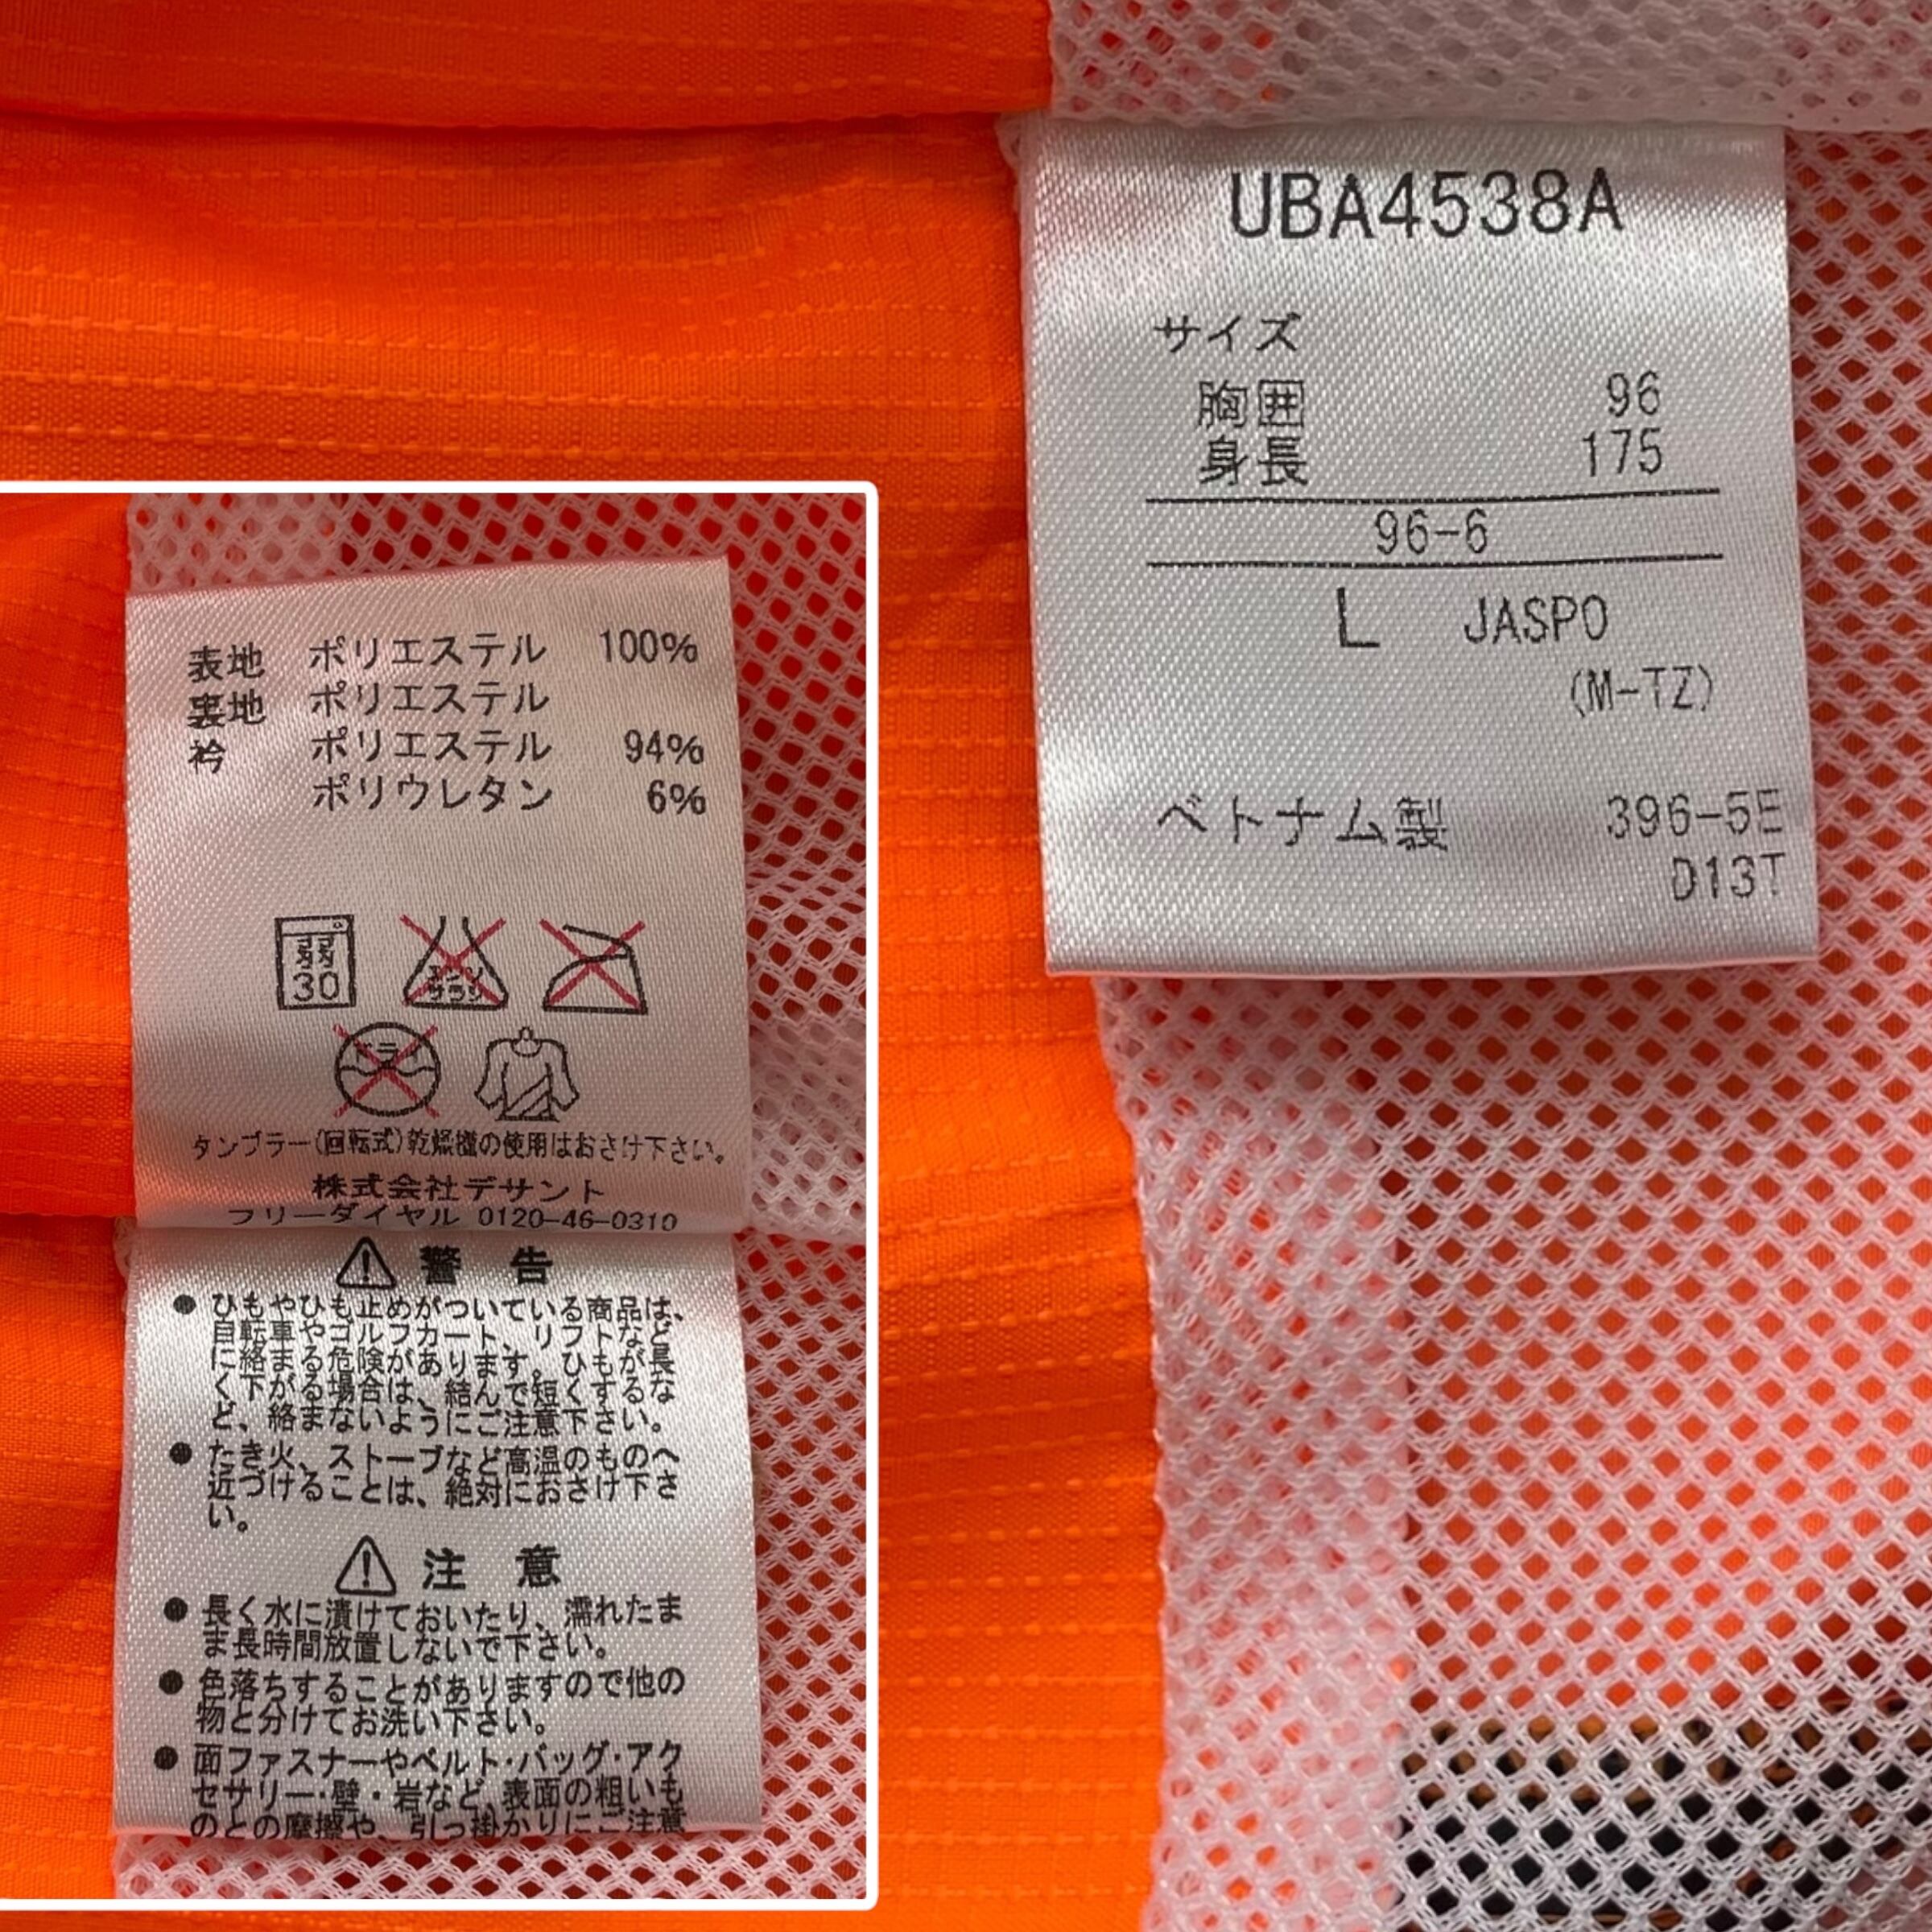 UBA4538A
サイズ
胸囲 96
身長 175
96-6
L JASPO
(M-TZ)
ベトナム製 396-5E
D13T
表地 ポリエステル 100%
裏地 ポリエステル
衿 ポリエステル 94%
ポリウレタン 6%
弱
30
エンソ
サラシ
ドライ
タンブラー(回転式)乾燥機の使用はおさけ下さい。
株式会社デサント
フリーダイヤル 0120-46-0310
警 告
● ひもやひも止めがついている商品は、
自転車やゴルフカート、リフトなど
に絡まる危険があります。ひもが長
く下がる場合は、結んで短くするな
ど、絡まないようにご注意下さい。
● たき火、ストーブなど高温のものへ
近づけることは、絶対におさけ下さ
い。
注 意
● 長く水に漬けておいたり、濡れたま
ま長時間放置しないで下さい。
● 色落ちすることがありますので他の
物と分けてお洗い下さい。
● 面ファスナーやベルト・バッグ・アク
セサリー・壁・岩など、表面の粗いも
のとの摩擦や、引っ掛かりにご注意